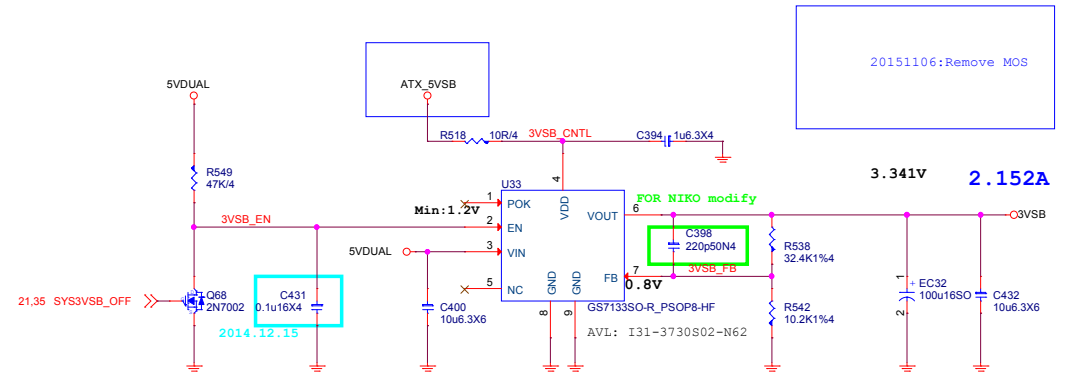 20151106:Remove MOS
5VDUAL
ATX_5VSB
R518
10R/4
3VSB_CNTL
C394
1u6.3X4
R549
47K/4
3.341V
2.152A
U33
4
VDD
FOR NIKO modify
1
POK
Min:1.2V
VOUT
6
3VSB
3VSB_EN
2
EN
C398
220p50N4
R538
32.4K1%4
5VDUAL
3
VIN
3VSB_FB
FB
7
0.8V
5
NC
GND
GND
8
9
21,35 SYS3VSB_OFF
Q68
2N7002
C431
0.1u16X4
2014.12.15
C400
10u6.3X6
GS7133SO-R_PSOP8-HF
AVL: I31-3730S02-N62
R542
10.2K1%4
1
+
2
EC32
100u16SO
C432
10u6.3X6